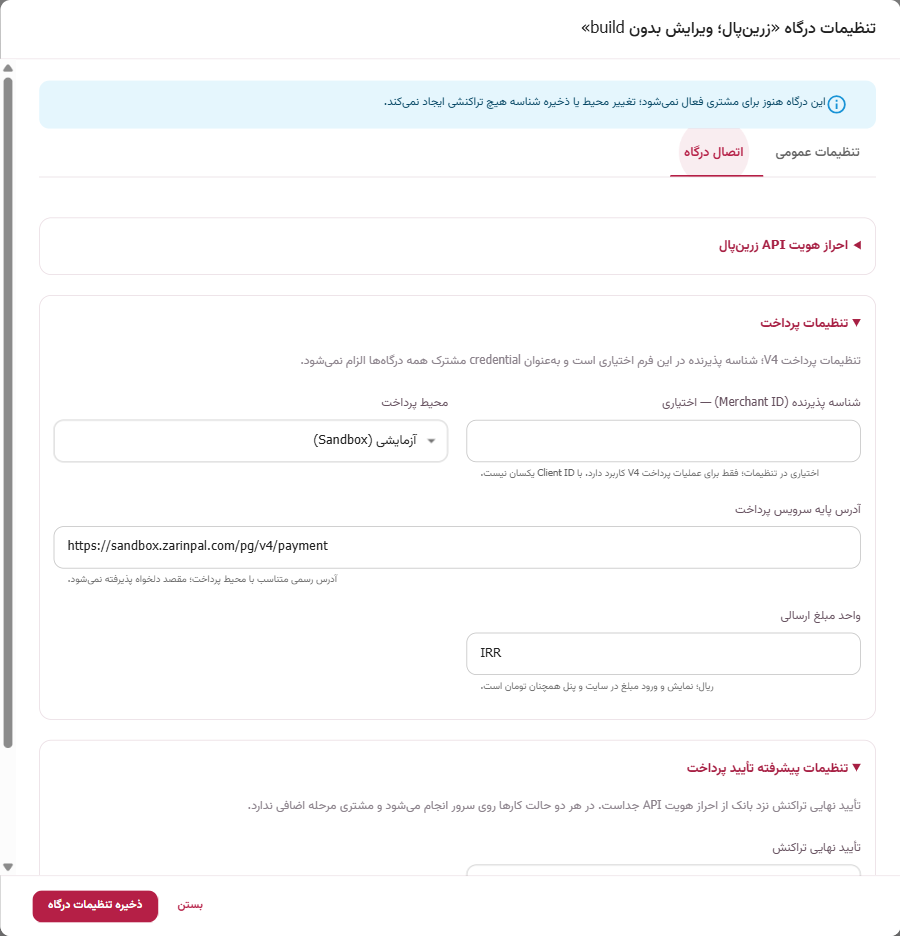 تنظیمات درگاه «زرین‌پال؛ ویرایش بدون build»
این درگاه هنوز برای مشتری فعال نمی‌شود؛ تغییر محیط یا ذخیره شناسه هیچ تراکنشی ایجاد نمی‌کند.
تنظیمات عمومی
اتصال درگاه
احراز هویت API زرین‌پال
تنظیمات پرداخت
تنظیمات پرداخت V4؛ شناسه پذیرنده در این فرم اختیاری است و به‌عنوان credential مشترک همه درگاه‌ها الزام نمی‌شود.
شناسه پذیرنده (Merchant ID) — اختیاری
محیط پرداخت
آزمایشی (Sandbox)
اختیاری در تنظیمات؛ فقط برای عملیات پرداخت V4 کاربرد دارد. با Client ID یکسان نیست.
آدرس پایه سرویس پرداخت
https://sandbox.zarinpal.com/pg/v4/payment
آدرس رسمی متناسب با محیط پرداخت؛ مقصد دلخواه پذیرفته نمی‌شود.
واحد مبلغ ارسالی
IRR
ریال؛ نمایش و ورود مبلغ در سایت و پنل همچنان تومان است.
تنظیمات پیشرفته تأیید پرداخت
تأیید نهایی تراکنش نزد بانک از احراز هویت API جداست. در هر دو حالت کارها روی سرور انجام می‌شود و مشتری مرحله اضافی ندارد.
تأیید نهایی تراکنش
بستن
ذخیره تنظیمات درگاه